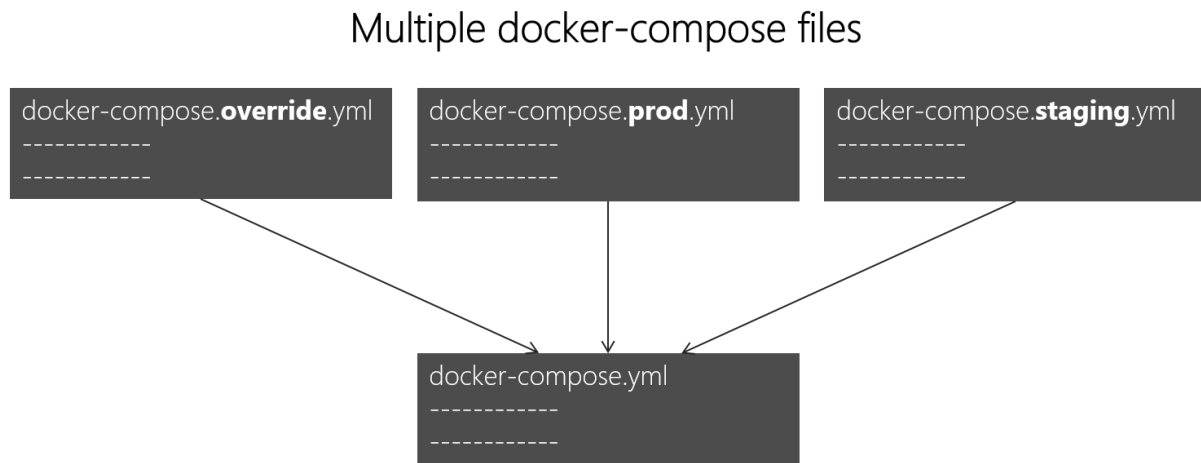 Multiple docker-compose files
docker-compose.override.yml
------------
------------
docker-compose.prod.yml
------------
------------
docker-compose.staging.yml
------------
------------
docker-compose.yml
------------
------------